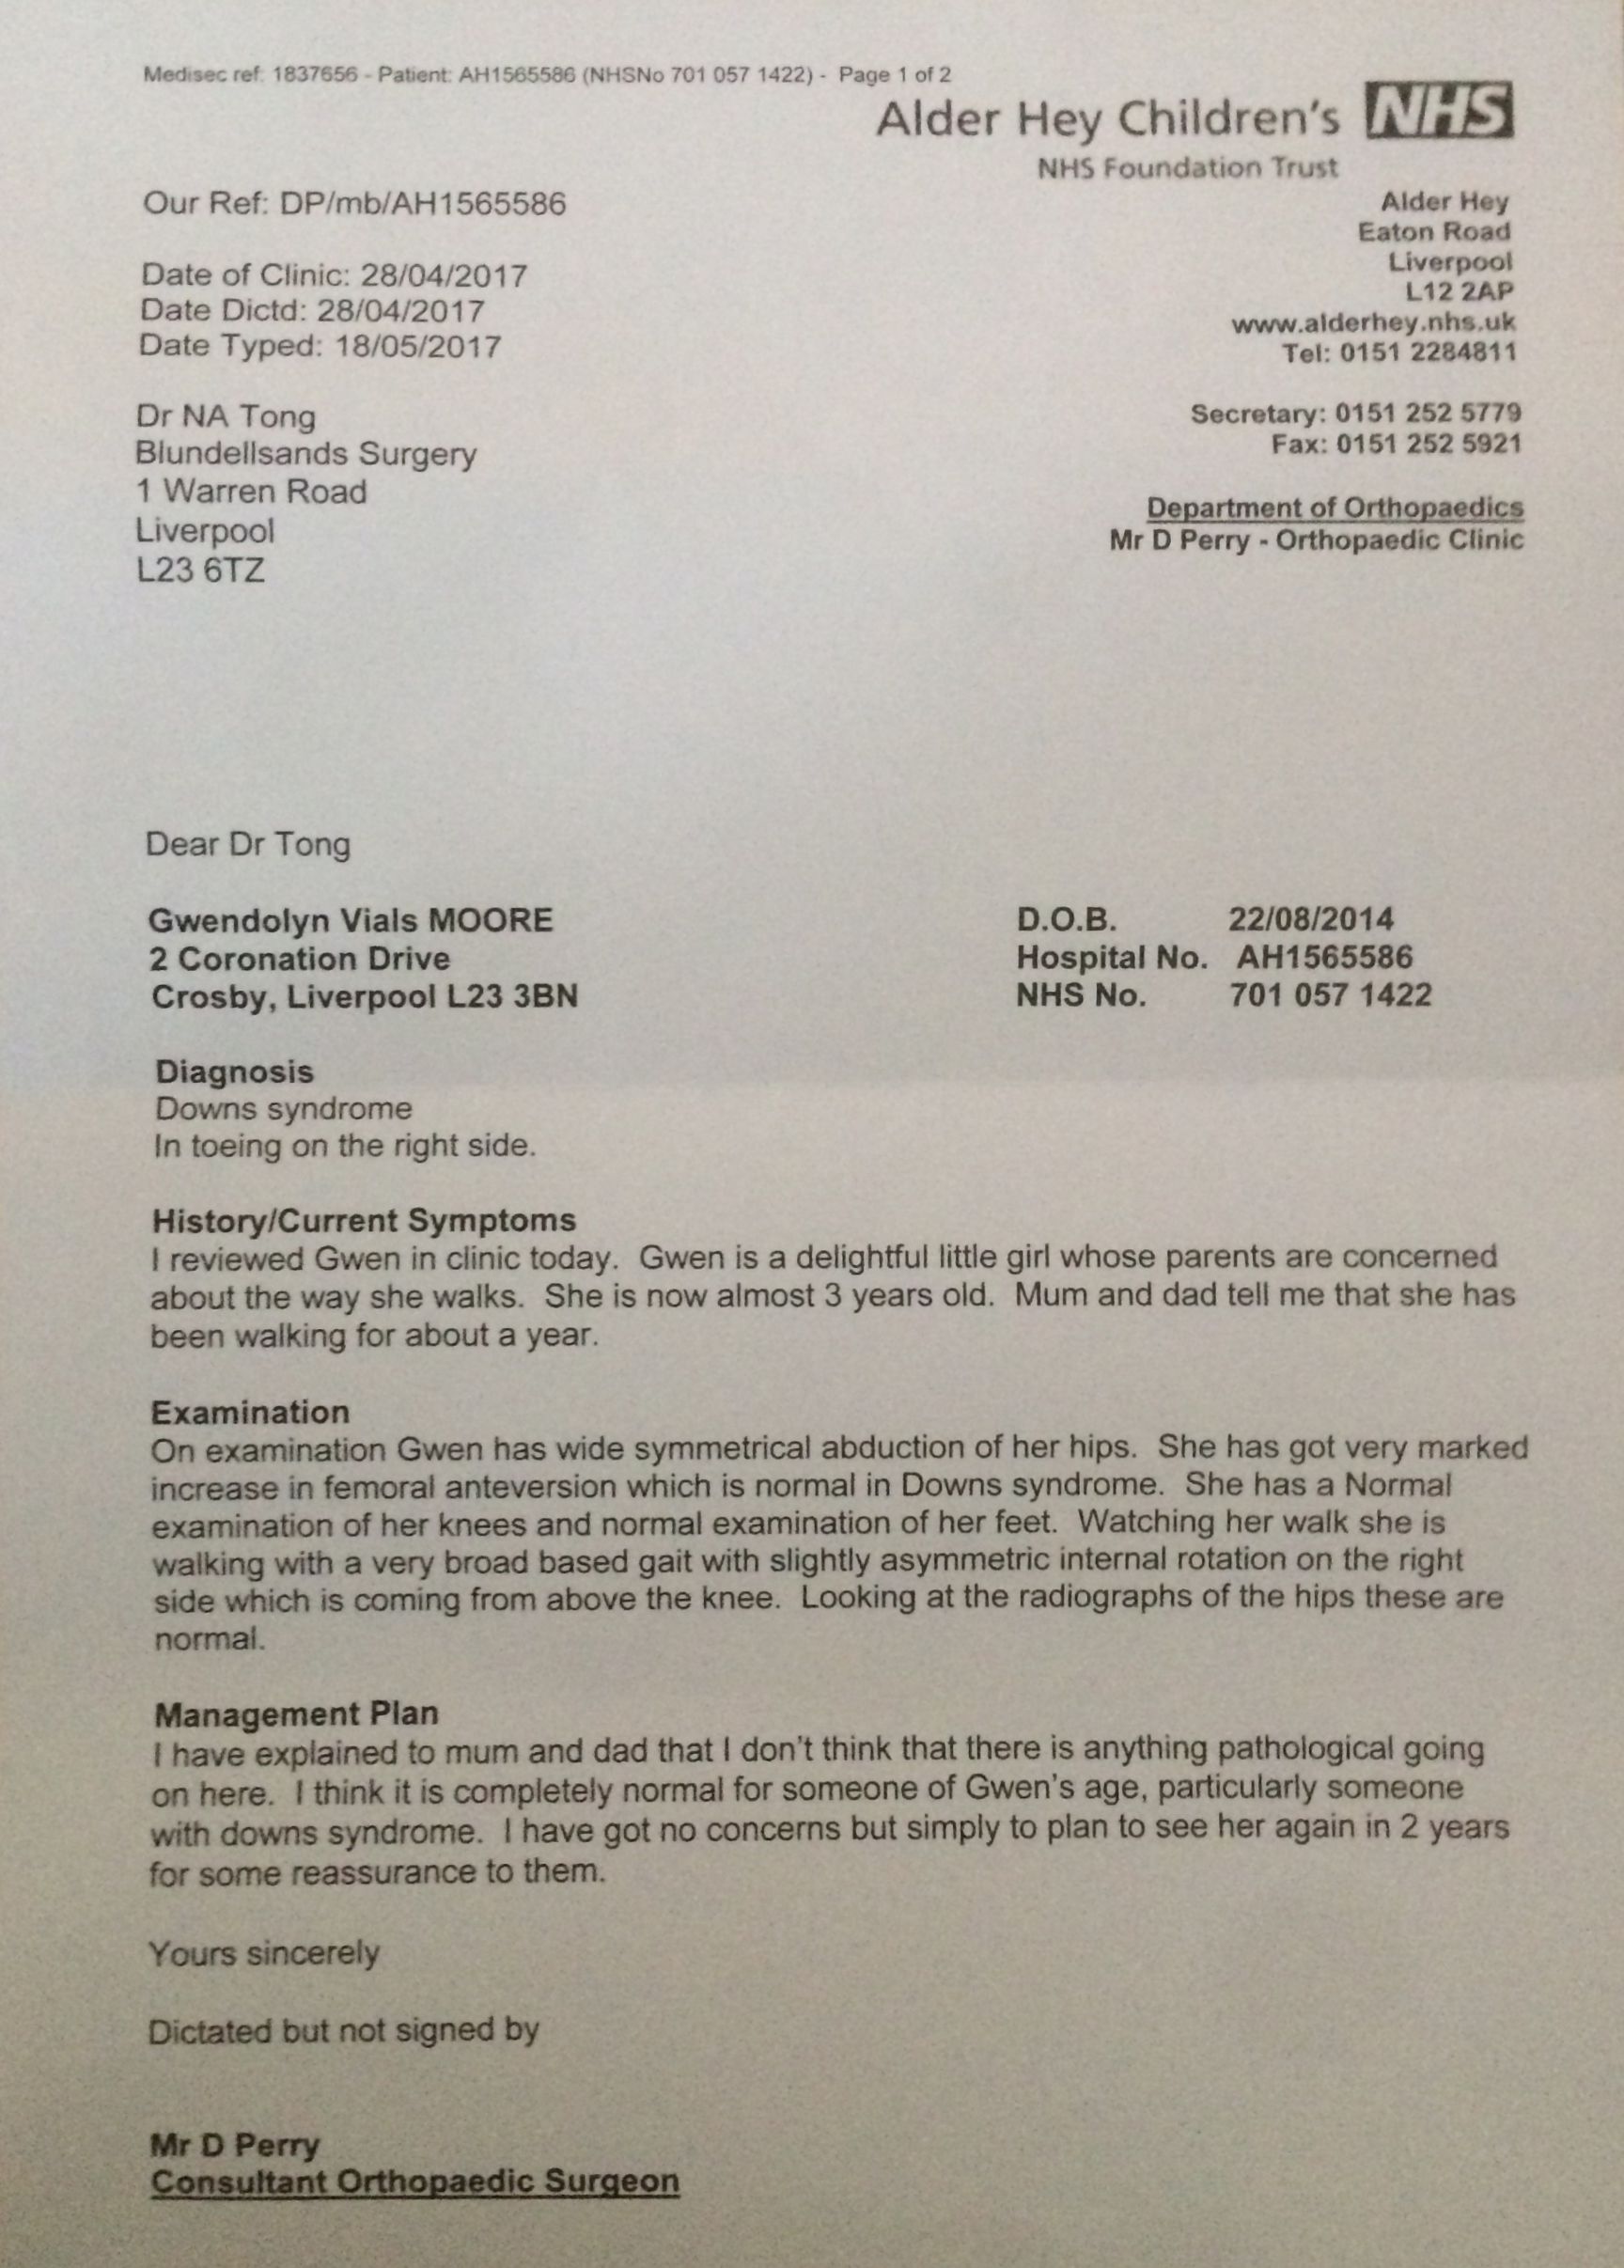 Medisec ref: 1837656 - Patient: AH1565586 (NHSNo 701 057 1422) - Page 1 of 2
Alder Hey Children's NHS
NHS Foundation Trust
Our Ref: DP/mb/AH1565586
Date of Clinic: 28/04/2017
Date Dictd: 28/04/2017
Date Typed: 18/05/2017
Dr NA Tong
Blundellsands Surgery
1 Warren Road
Liverpool
L23 6TZ
Alder Hey
Eaton Road
Liverpool
L12 2AP
www.alderhey.nhs.uk
Tel: 0151 2284811
Secretary: 0151 252 5779
Fax: 0151 252 5921
Department of Orthopaedics
Mr D Perry - Orthopaedic Clinic
Dear Dr Tong
Gwendolyn Vials MOORE
2 Coronation Drive
Crosby, Liverpool L23 3BN
D.O.B. 22/08/2014
Hospital No. AH1565586
NHS No. 701 057 1422
Diagnosis
Downs syndrome
In toeing on the right side.
History/Current Symptoms
I reviewed Gwen in clinic today. Gwen is a delightful little girl whose parents are concerned
about the way she walks. She is now almost 3 years old. Mum and dad tell me that she has
been walking for about a year.
Examination
On examination Gwen has wide symmetrical abduction of her hips. She has got very marked
increase in femoral anteversion which is normal in Downs syndrome. She has a Normal
examination of her knees and normal examination of her feet. Watching her walk she is
walking with a very broad based gait with slightly asymmetric internal rotation on the right
side which is coming from above the knee. Looking at the radiographs of the hips these are
normal.
Management Plan
I have explained to mum and dad that I don't think that there is anything pathological going
on here. I think it is completely normal for someone of Gwen's age, particularly someone
with downs syndrome. I have got no concerns but simply to plan to see her again in 2 years
for some reassurance to them.
Yours sincerely
Dictated but not signed by
Mr D Perry
Consultant Orthopaedic Surgeon